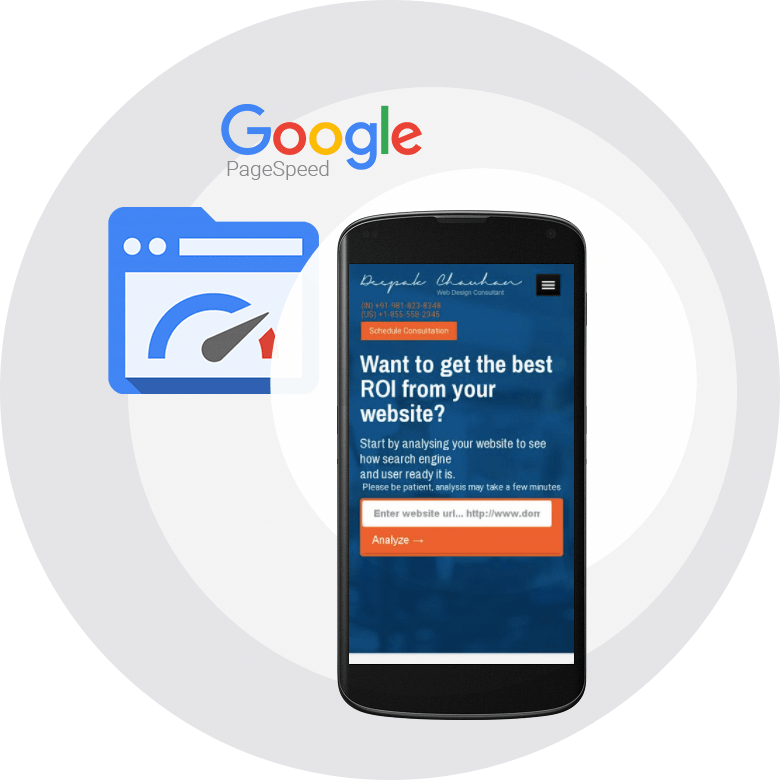 Google
PageSpeed
Deepak Chauhan
Web Design Consultant
(IN) +91-981-823-8348
(US) +1-855-558-2345
Schedule Consultation
Want to get the best
ROI from your
website?
Start by analysing your website to see
how search engine
and user ready it is.
Please be patient, analysis may take a few minutes
Enter website url... http://www.dom
Analyze →